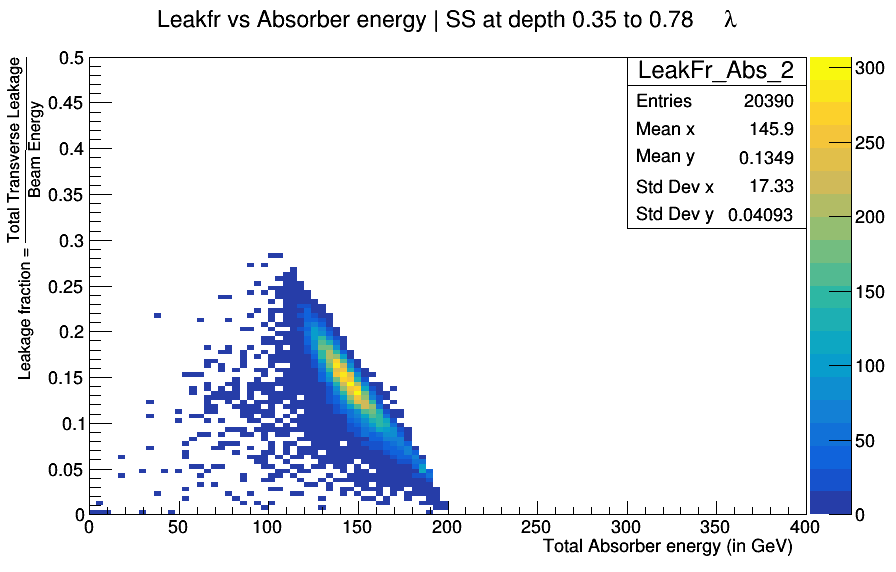 Leakfr vs Absorber energy | SS at depth 0.35 to 0.78 λ
LeakFr_Abs_2
Entries 20390
Mean x 145.9
Mean y 0.1349
Std Dev x 17.33
Std Dev y 0.04093
Leakage fraction = Total Transverse Leakage
Beam Energy
0.5
0.45
0.4
0.35
0.3
0.25
0.2
0.15
0.1
0.05
0
0 50 100 150 200 250 300 350 400
Total Absorber energy (in GeV)
300
250
200
150
100
50
0